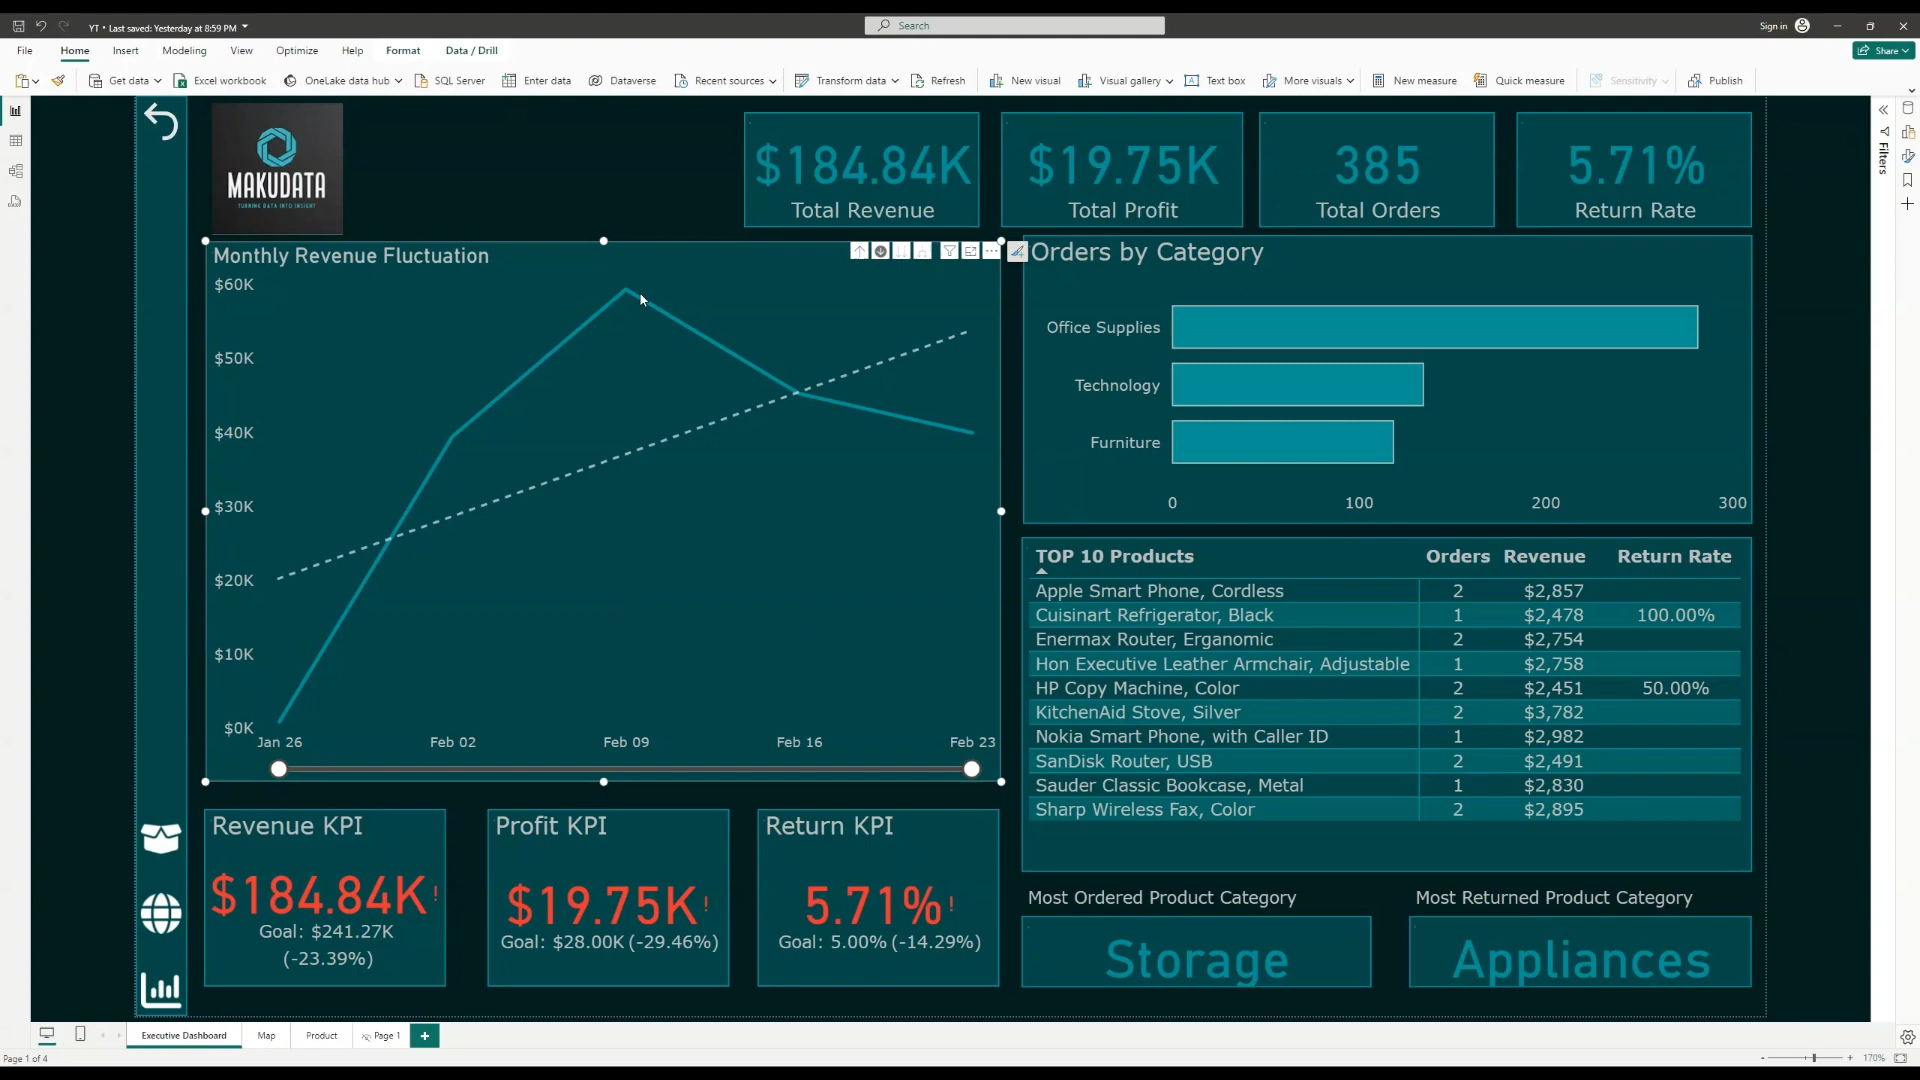 YT • Last saved: Yesterday at 8:59 PM
Search
Sign in
File Home Insert Modeling View Optimize Help Format Data / Drill
Share
Get data Excel workbook OneLake data hub SQL Server Enter data Dataverse Recent sources Transform data Refresh New visual Visual gallery Text box More visuals New measure Quick measure Sensitivity Publish
MAKUDATA
TURNING DATA INTO INSIGHT
$184.84K
Total Revenue
$19.75K
Total Profit
385
Total Orders
5.71%
Return Rate
Filters
Monthly Revenue Fluctuation
$60K
$50K
$40K
$30K
$20K
$10K
$0K
Jan 26 Feb 02 Feb 09 Feb 16 Feb 23
Orders by Category
Office Supplies
Technology
Furniture
0 100 200 300
TOP 10 Products Orders Revenue Return Rate
Apple Smart Phone, Cordless 2 $2,857
Cuisinart Refrigerator, Black 1 $2,478 100.00%
Enermax Router, Erganomic 2 $2,754
Hon Executive Leather Armchair, Adjustable 1 $2,758
HP Copy Machine, Color 2 $2,451 50.00%
KitchenAid Stove, Silver 2 $3,782
Nokia Smart Phone, with Caller ID 1 $2,982
SanDisk Router, USB 2 $2,491
Sauder Classic Bookcase, Metal 1 $2,830
Sharp Wireless Fax, Color 2 $2,895
Revenue KPI
$184.84K!
Goal: $241.27K
(-23.39%)
Profit KPI
$19.75K!
Goal: $28.00K (-29.46%)
Return KPI
5.71%!
Goal: 5.00% (-14.29%)
Most Ordered Product Category
Storage
Most Returned Product Category
Appliances
Executive Dashboard Map Product Page 1
Page 1 of 4
170%